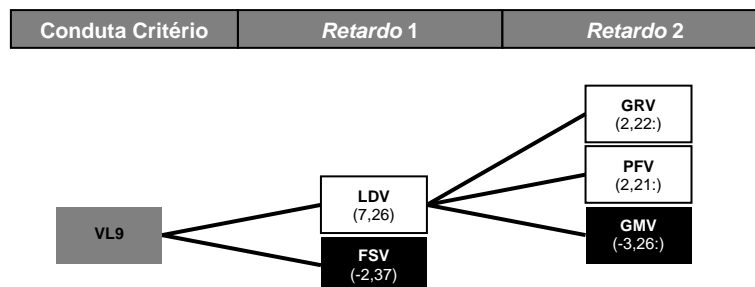 Conduta Critério
Retardo 1
Retardo 2
GRV
(2,22:)
PFV
(2,21:)
LDV
(7,26)
GMV
(-3,26:)
VL9
FSV
(-2,37)